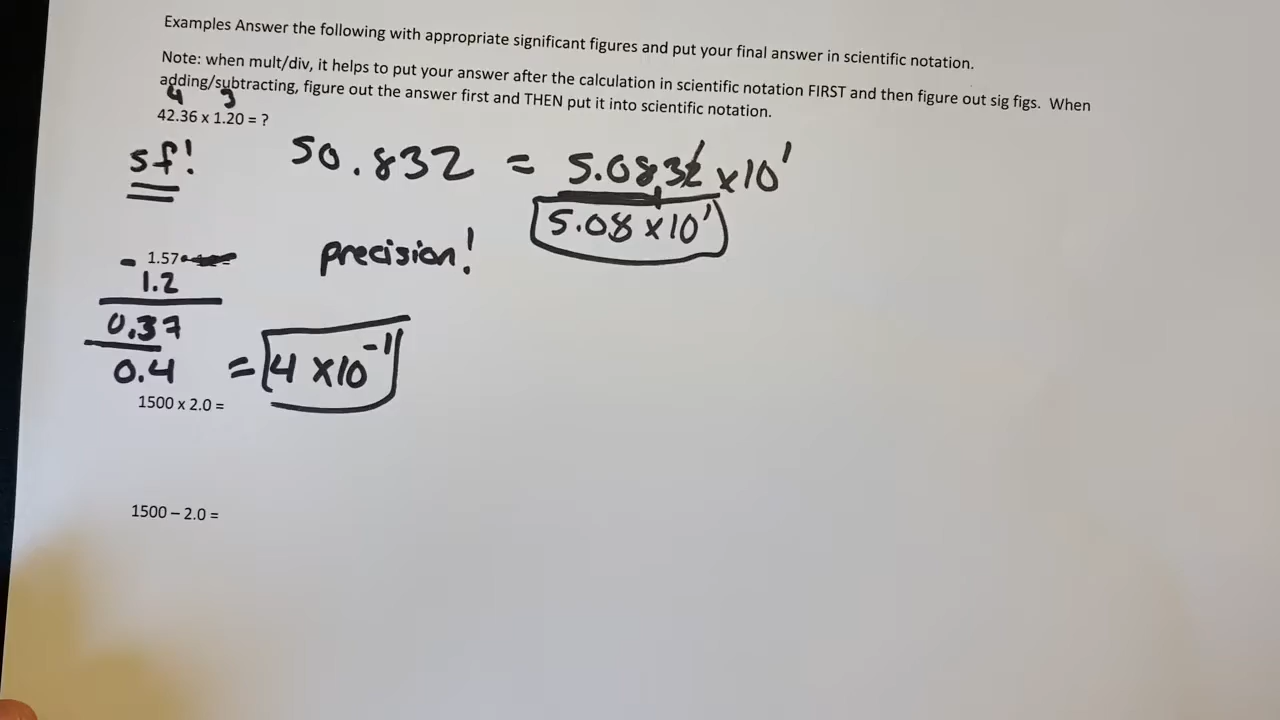 Examples Answer the following with appropriate significant figures and put your final answer in scientific notation.
Note: when mult/div, it helps to put your answer after the calculation in scientific notation FIRST and then figure out sig figs. When
adding/subtracting, figure out the answer first and THEN put it into scientific notation.
4 3
42.36 x 1.20 = ?
sf! 50.832 = 5.0832 x 10¹
5.08 x 10¹
precision!
- 1.57
1.2
0.37
0.4 = 4 x 10⁻¹
1500 x 2.0 =
1500 – 2.0 =